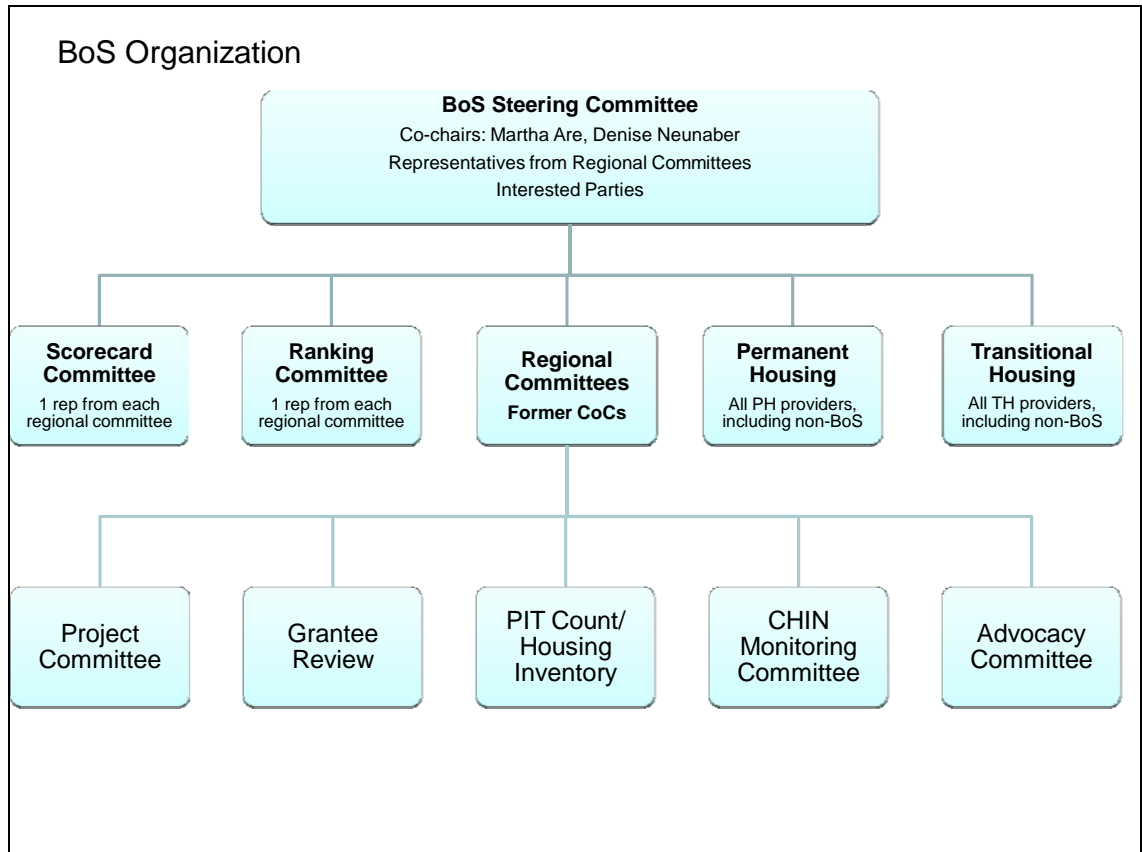 BoS Organization
BoS Steering Committee
Co-chairs: Martha Are, Denise Neunaber
Representatives from Regional Committees
Interested Parties
Scorecard
Committee
1 rep from each
regional committee
Ranking
Committee
1 rep from each
regional committee
Regional
Committees
Former CoCs
Permanent
Housing
All PH providers,
including non-BoS
Transitional
Housing
All TH providers,
including non-BoS
Project
Committee
Grantee
Review
PIT Count/
Housing
Inventory
CHIN
Monitoring
Committee
Advocacy
Committee